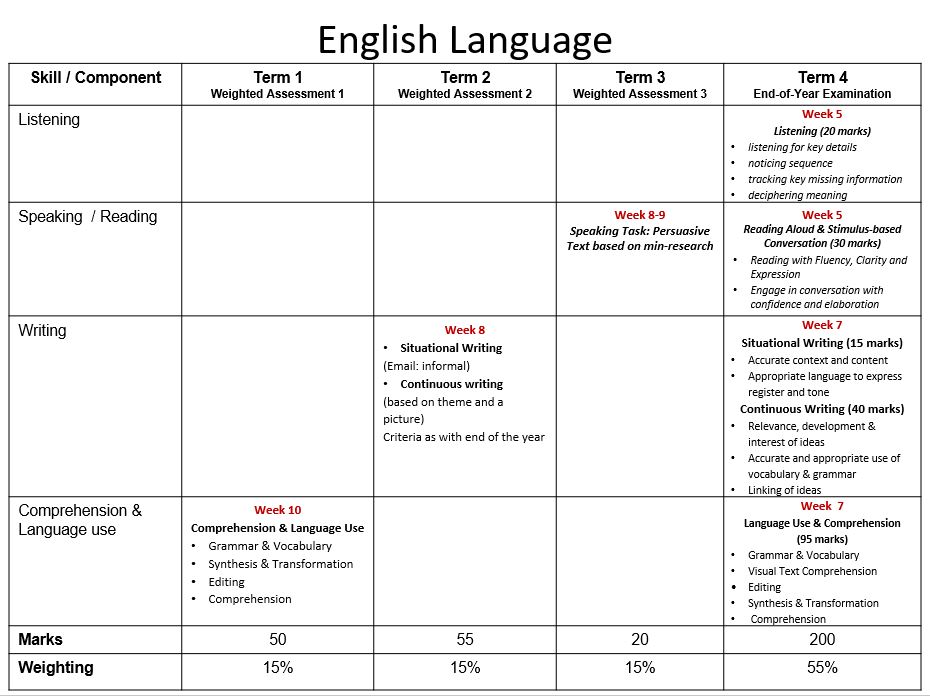 English Language
Skill / Component
Term 1
Weighted Assessment 1
Term 2
Weighted Assessment 2
Term 3
Weighted Assessment 3
Term 4
End-of-Year Examination
Listening
Week 5
Listening (20 marks)
• listening for key details
• noticing sequence
• tracking key missing information
• deciphering meaning
Speaking / Reading
Week 8-9
Speaking Task: Persuasive
Text based on min-research
Week 5
Reading Aloud & Stimulus-based
Conversation (30 marks)
• Reading with Fluency, Clarity and
Expression
• Engage in conversation with
confidence and elaboration
Writing
Week 8
• Situational Writing
(Email: informal)
• Continuous writing
(based on theme and a
picture)
Criteria as with end of the year
Week 7
Situational Writing (15 marks)
• Accurate context and content
• Appropriate language to express
register and tone
Continuous Writing (40 marks)
• Relevance, development &
interest of ideas
• Accurate and appropriate use of
vocabulary & grammar
• Linking of ideas
Comprehension &
Language use
Week 10
Comprehension & Language Use
• Grammar & Vocabulary
• Synthesis & Transformation
• Editing
• Comprehension
Week 7
Language Use & Comprehension
(95 marks)
• Grammar & Vocabulary
• Visual Text Comprehension
• Editing
• Synthesis & Transformation
• Comprehension
Marks
50
55
20
200
Weighting
15%
15%
15%
55%